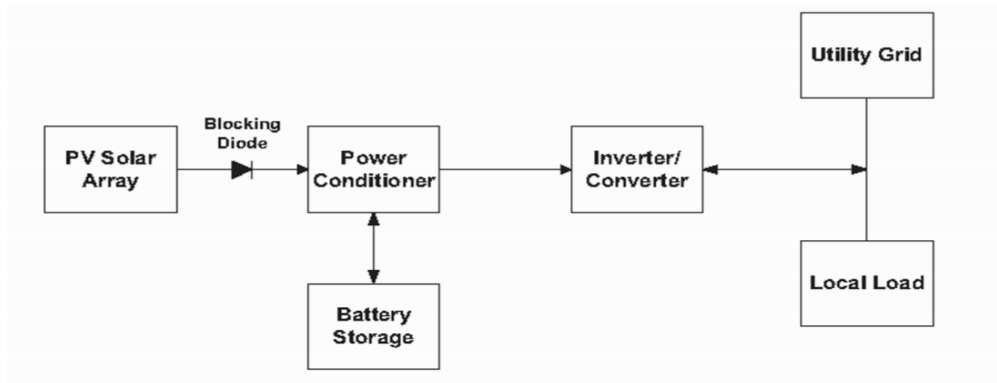 Utility Grid
Blocking
Diode
PV Solar
Array
Power
Conditioner
Inverter/
Converter
Battery
Storage
Local Load